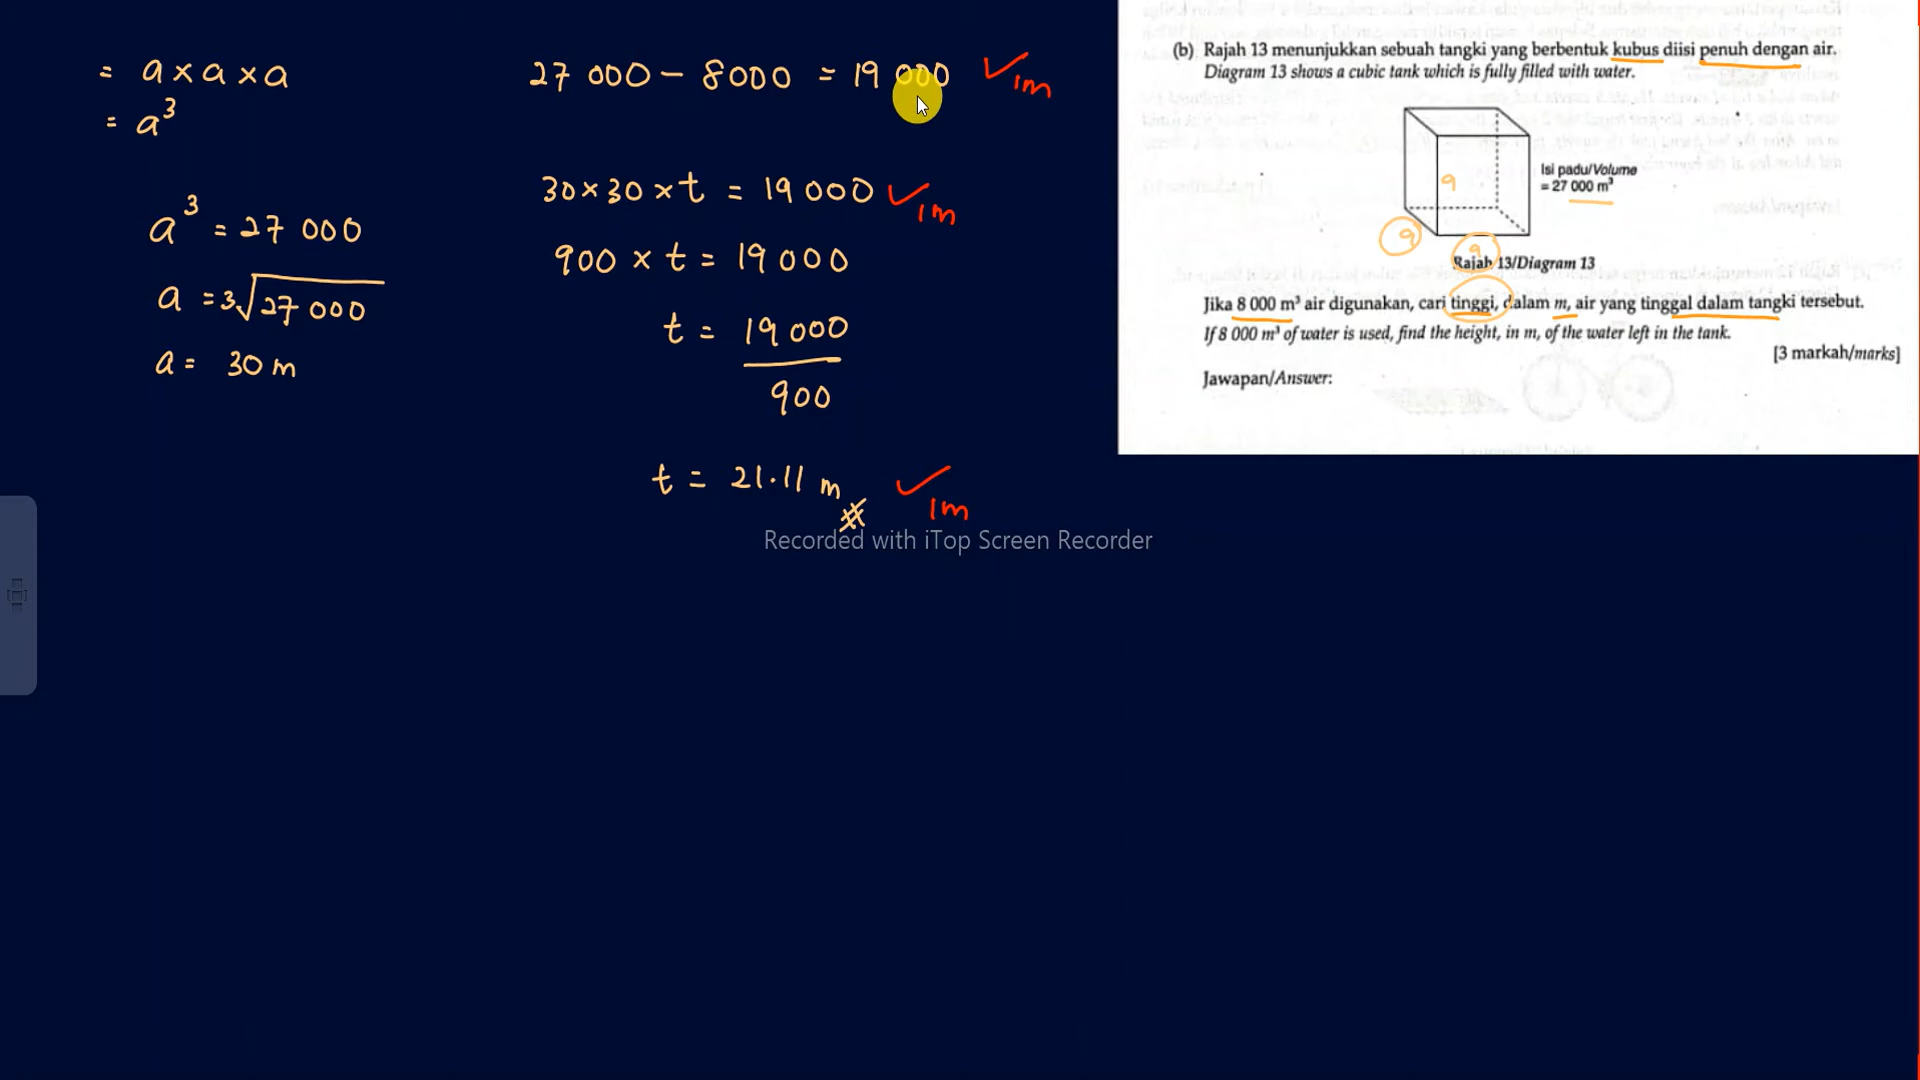 = a × a × a
= a³
a³ = 27 000
a = ³√27 000
a = 30 m
27 000 − 8000 = 19 000 ✓1m
30 × 30 × t = 19 000 ✓1m
900 × t = 19 000
t = 19 000
900
t = 21.11 m ✓1m
Recorded with iTop Screen Recorder
(b) Rajah 13 menunjukkan sebuah tangki yang berbentuk kubus diisi penuh dengan air.
Diagram 13 shows a cubic tank which is fully filled with water.
a
Isi padu/Volume
= 27 000 m³
a
a
Rajah 13/Diagram 13
Jika 8 000 m³ air digunakan, cari tinggi, dalam m, air yang tinggal dalam tangki tersebut.
If 8 000 m³ of water is used, find the height, in m, of the water left in the tank.
[3 markah/marks]
Jawapan/Answer: